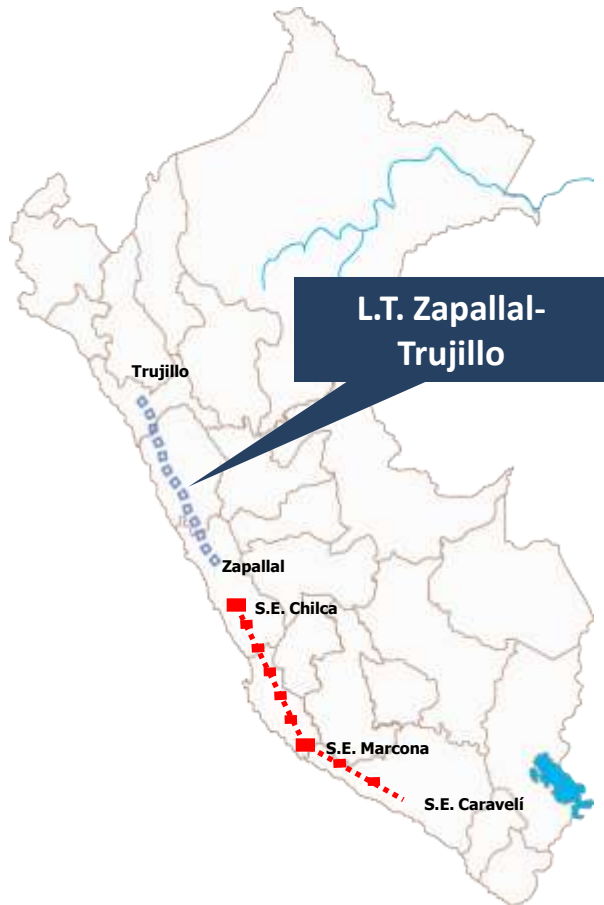 L.T. Zapallal-
Trujillo
Trujillo
Zapallal
S.E. Chilca
S.E. Marcona
S.E. Caravelí